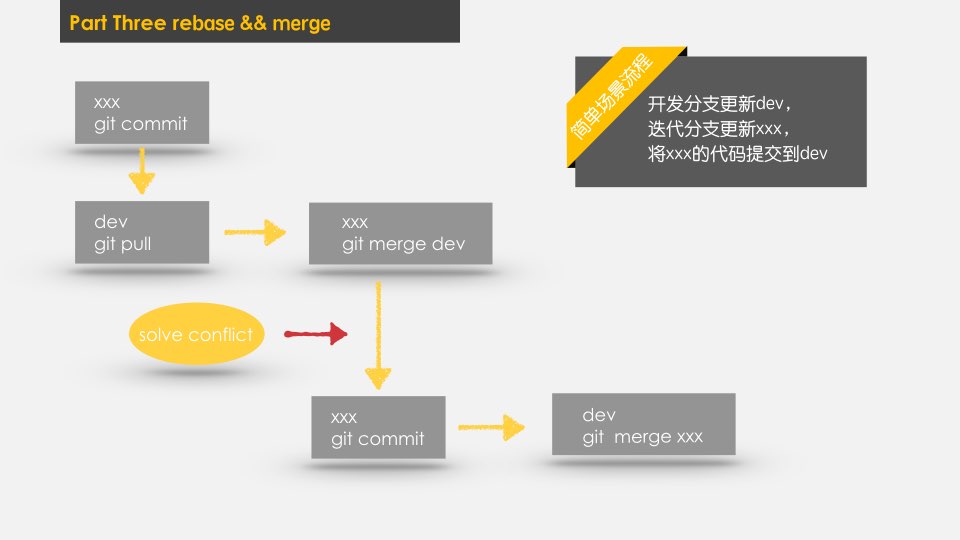 Part Three rebase && merge
简单场景流程
开发分支更新dev，
迭代分支更新xxx，
将xxx的代码提交到dev
xxx
git commit
dev
git pull
xxx
git merge dev
solve conflict
xxx
git commit
dev
git  merge xxx